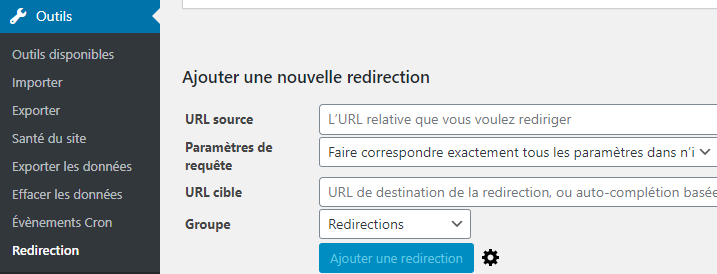 Outils
Outils disponibles
Importer
Exporter
Santé du site
Exporter les données
Effacer les données
Évènements Cron
Redirection
Ajouter une nouvelle redirection
URL source
L’URL relative que vous voulez rediriger
Paramètres de requête
Faire correspondre exactement tous les paramètres dans n’i
URL cible
URL de destination de la redirection, ou auto-complétion basée
Groupe
Redirections
Ajouter une redirection